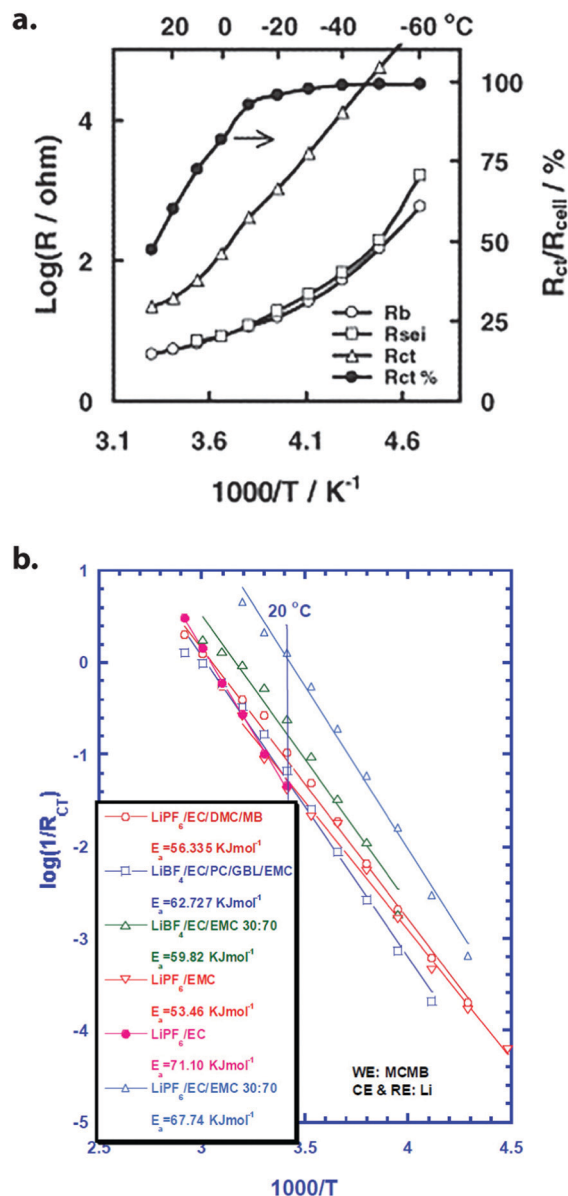 a.
20 0 -20 -40 -60 °C
Log(R / ohm)
4
2
0
100
75
50
25
0
Rct/Rcell / %
Rb
Rsei
Rct
Rct %
3.1 3.6 4.1 4.6
1000/T / K-1
b.
1
0
-1
-2
-3
-4
-5
20 °C
log(1/RCT)
LiPF6/EC/DMC/MB
Ea=56.335 KJmol-1
LiBF4/EC/PC/GBL/EMC
Ea=62.727 KJmol-1
LiBF4/EC/EMC 30:70
Ea=59.82 KJmol-1
LiPF6/EMC
Ea=53.46 KJmol-1
LiPF6/EC
Ea=71.10 KJmol-1
LiPF6/EC/EMC 30:70
Ea=67.74 KJmol-1
WE: MCMB
CE & RE: Li
2.5 3 3.5 4 4.5
1000/T